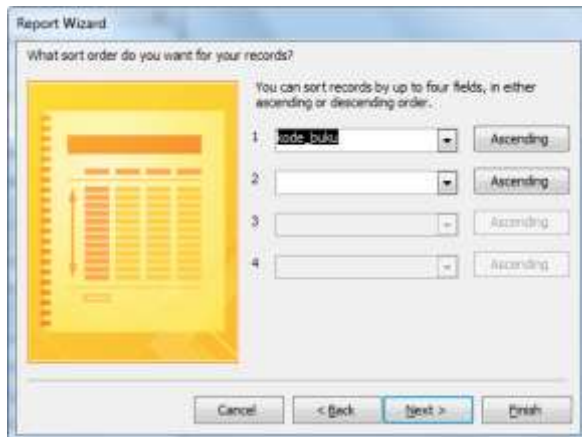 Report Wizard
What sort order do you want for your records?
You can sort records by up to four fields, in either
ascending or descending order.
1 kode_buku Ascending
2 Ascending
3 Ascending
4 Ascending
Cancel < Back Next > Finish